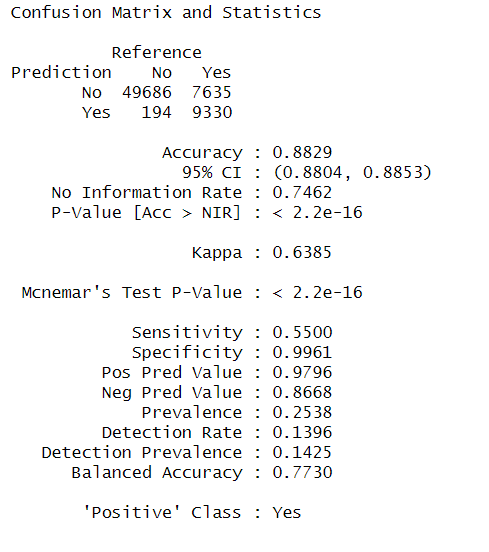 Confusion Matrix and Statistics
Reference
Prediction No Yes
No 49686 7635
Yes 194 9330
Accuracy : 0.8829
95% CI : (0.8804, 0.8853)
No Information Rate : 0.7462
P-Value [Acc > NIR] : < 2.2e-16
Kappa : 0.6385
Mcnemar's Test P-Value : < 2.2e-16
Sensitivity : 0.5500
Specificity : 0.9961
Pos Pred Value : 0.9796
Neg Pred Value : 0.8668
Prevalence : 0.2538
Detection Rate : 0.1396
Detection Prevalence : 0.1425
Balanced Accuracy : 0.7730
'Positive' Class : Yes